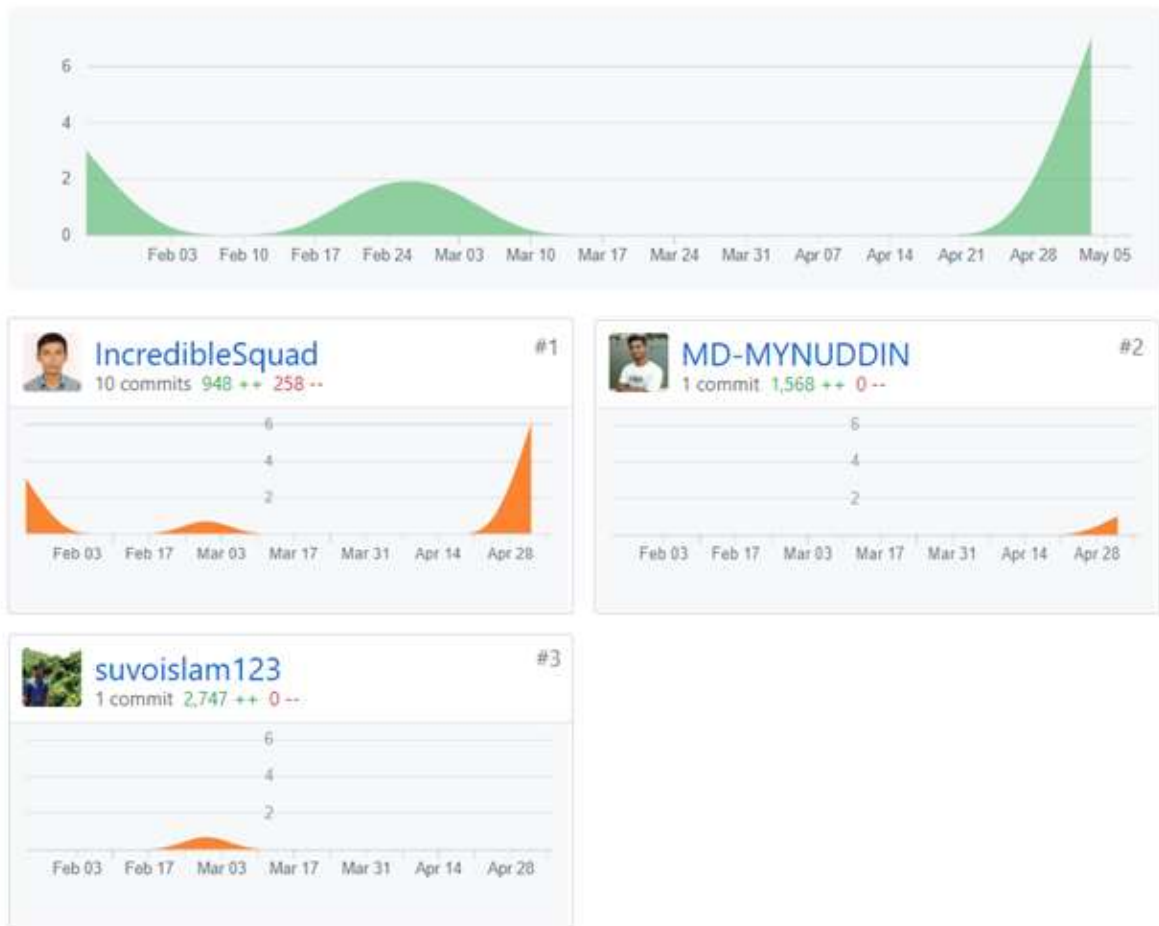 6
4
2
0
Feb 03 Feb 10 Feb 17 Feb 24 Mar 03 Mar 10 Mar 17 Mar 24 Mar 31 Apr 07 Apr 14 Apr 21 Apr 28 May 05
IncredibleSquad #1
10 commits 948 ++ 258 --
6
4
2
Feb 03 Feb 17 Mar 03 Mar 17 Mar 31 Apr 14 Apr 28
MD-MYNUDDIN #2
1 commit 1,568 ++ 0 --
6
4
2
Feb 03 Feb 17 Mar 03 Mar 17 Mar 31 Apr 14 Apr 28
suvoislam123 #3
1 commit 2,747 ++ 0 --
6
4
2
Feb 03 Feb 17 Mar 03 Mar 17 Mar 31 Apr 14 Apr 28